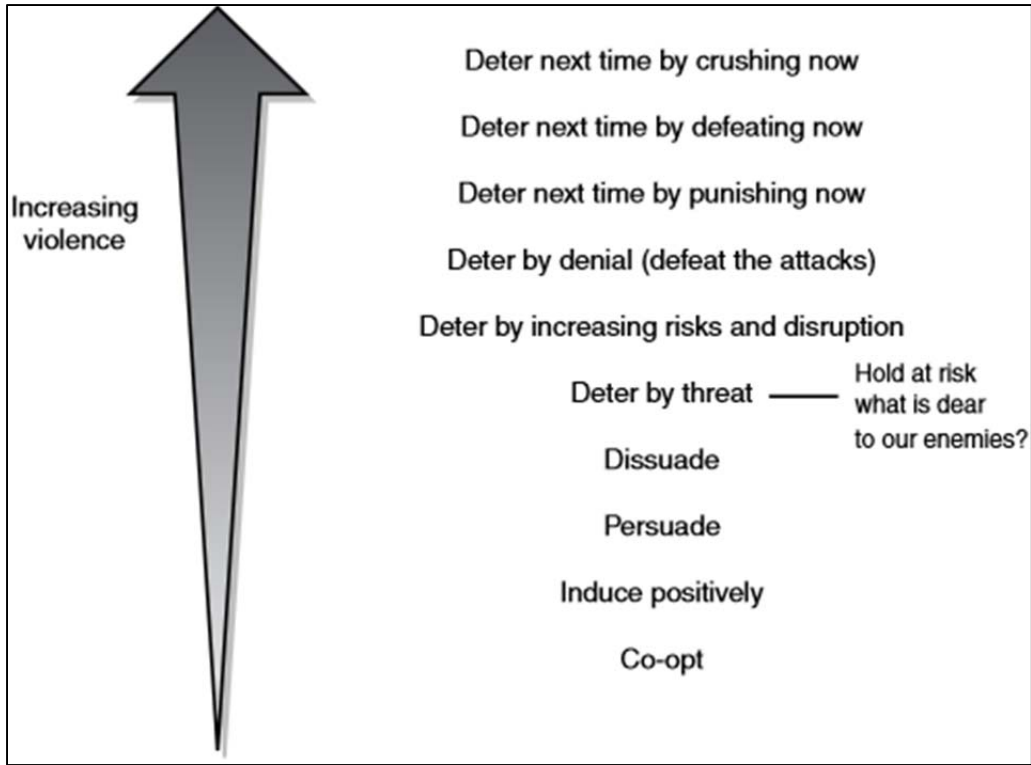 Deter next time by crushing now
Deter next time by defeating now
Deter next time by punishing now
Increasing
violence
Deter by denial (defeat the attacks)
Deter by increasing risks and disruption
Deter by threat
Hold at risk
what is dear
to our enemies?
Dissuade
Persuade
Induce positively
Co-opt